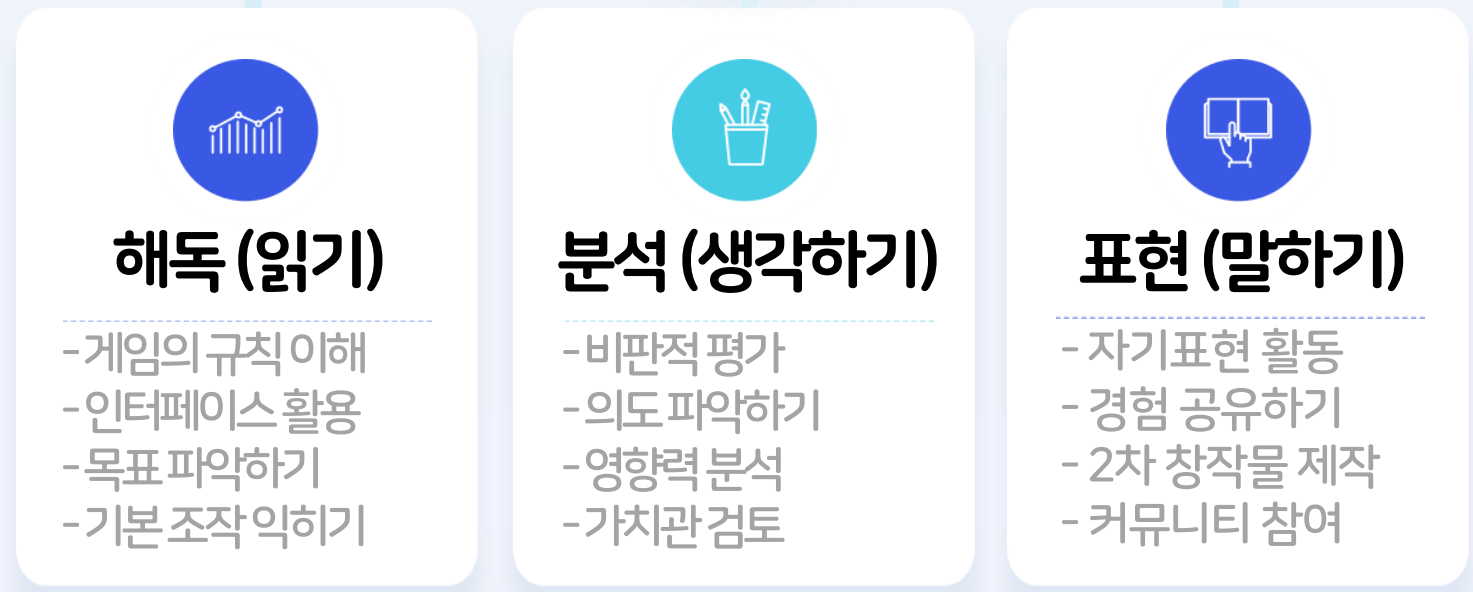 해독 (읽기)
- 게임의 규칙 이해
- 인터페이스 활용
- 목표 파악하기
- 기본 조작 익히기
분석 (생각하기)
- 비판적 평가
- 의도 파악하기
- 영향력 분석
- 가치관 검토
표현 (말하기)
- 자기표현 활동
- 경험 공유하기
- 2차 창작물 제작
- 커뮤니티 참여